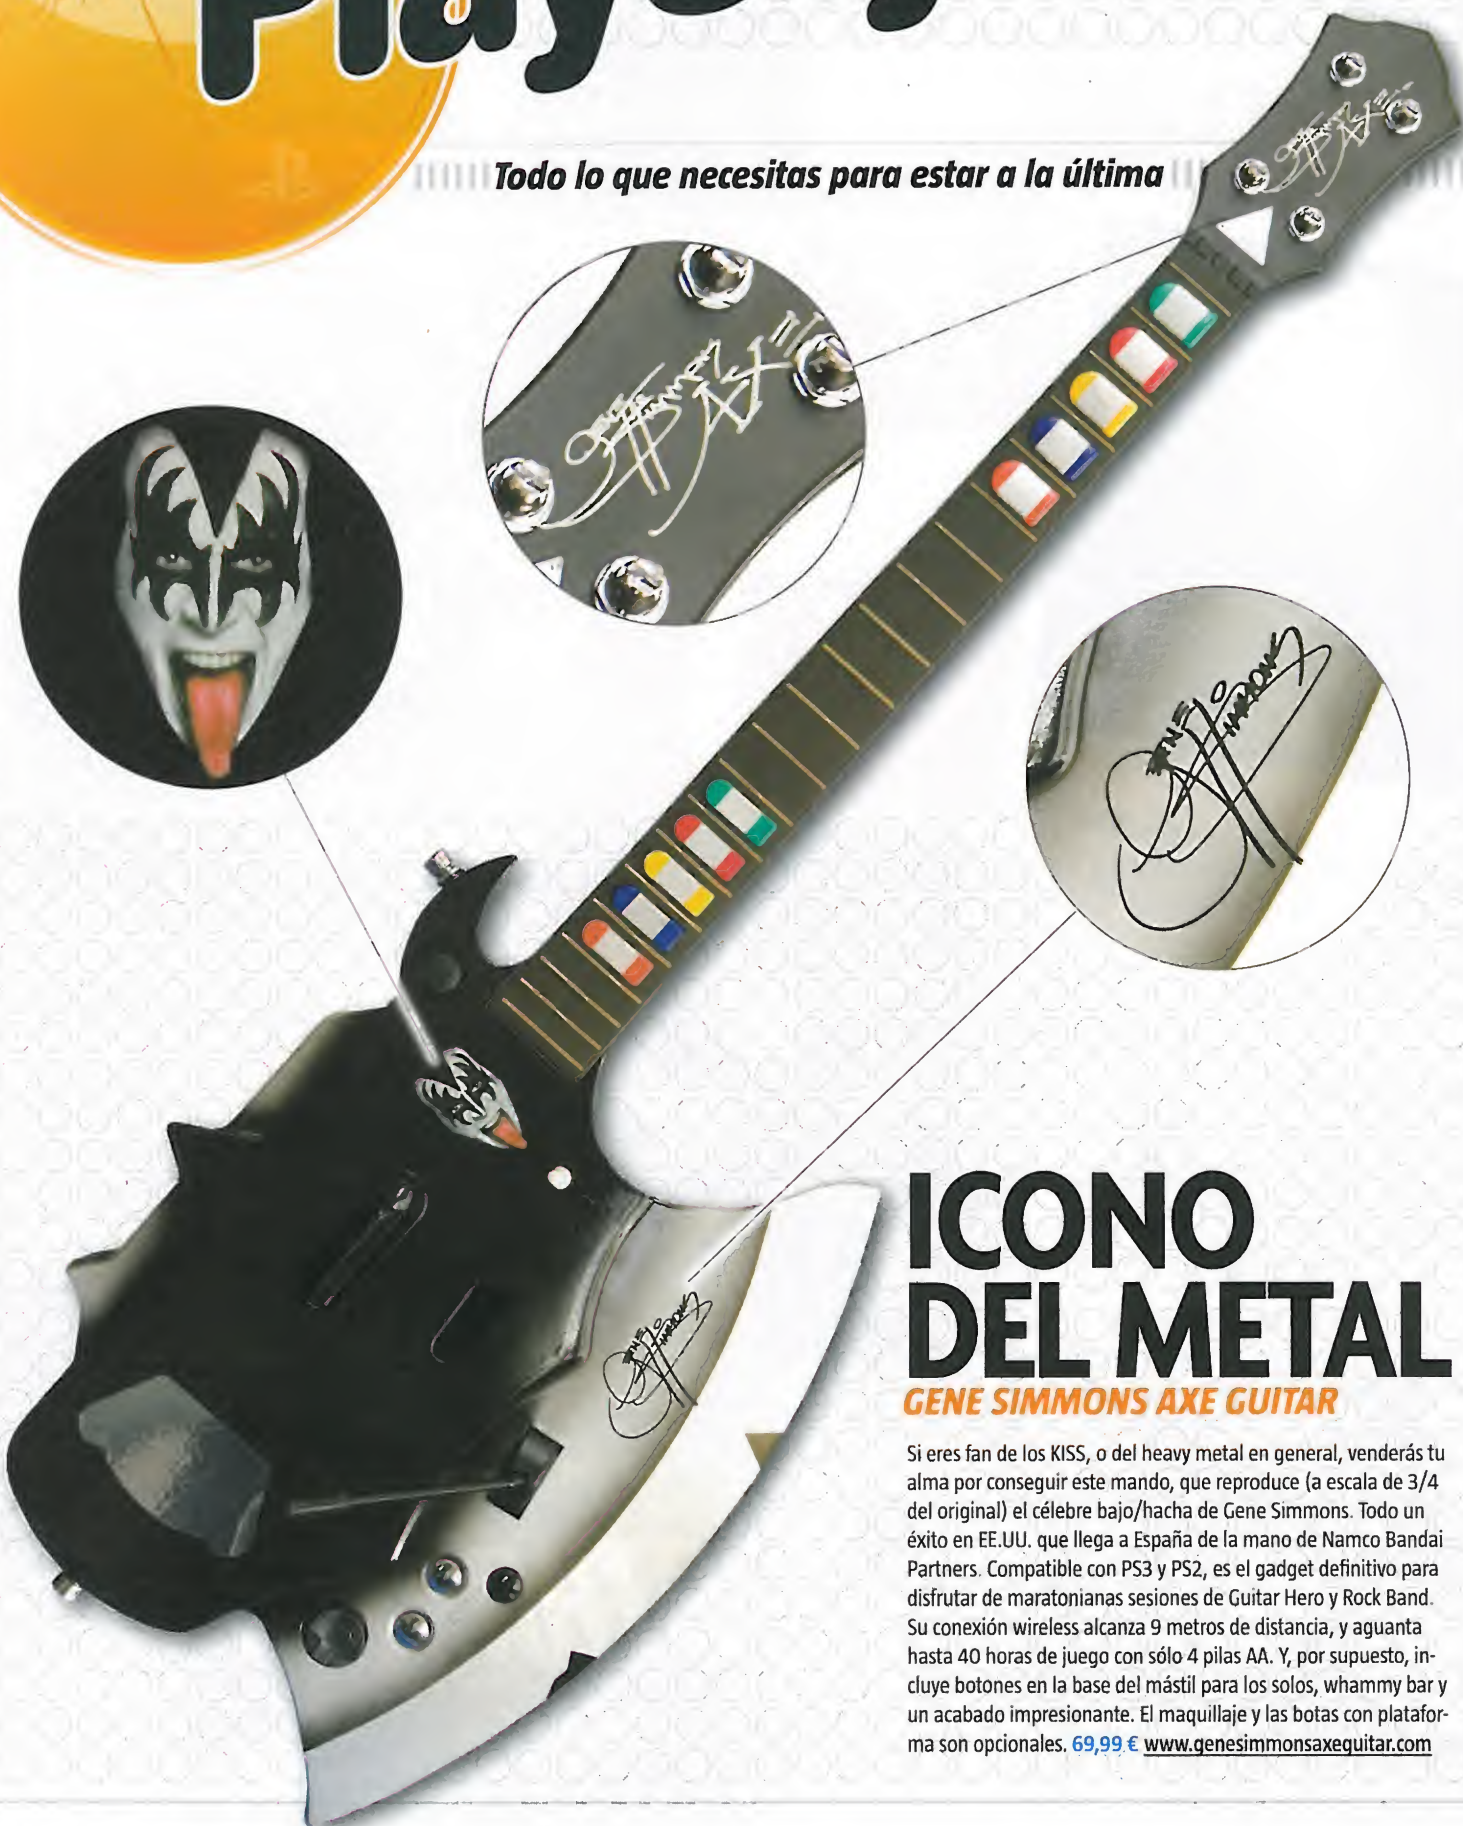 Todo lo que necesitas para estar a la última
ICONO
DEL METAL
GENE SIMMONS AXE GUITAR
Si eres fan de los KISS, o del heavy metal en general, venderás tu
alma por conseguir este mando, que reproduce (a escala de 3/4
del original) el célebre bajo/hacha de Gene Simmons. Todo un
éxito en EE.UU. que llega a España de la mano de Namco Bandai
Partners. Compatible con PS3 y PS2, es el gadget definitivo para
disfrutar de maratonianas sesiones de Guitar Hero y Rock Band.
Su conexión wireless alcanza 9 metros de distancia, y aguanta
hasta 40 horas de juego con sólo 4 pilas AA. Y, por supuesto, in-
cluye botones en la base del mástil para los solos, whammy bar y
un acabado impresionante. El maquillaje y las botas con platafor-
ma son opcionales. 69,99 € www.genesimmonsaxeguitar.com